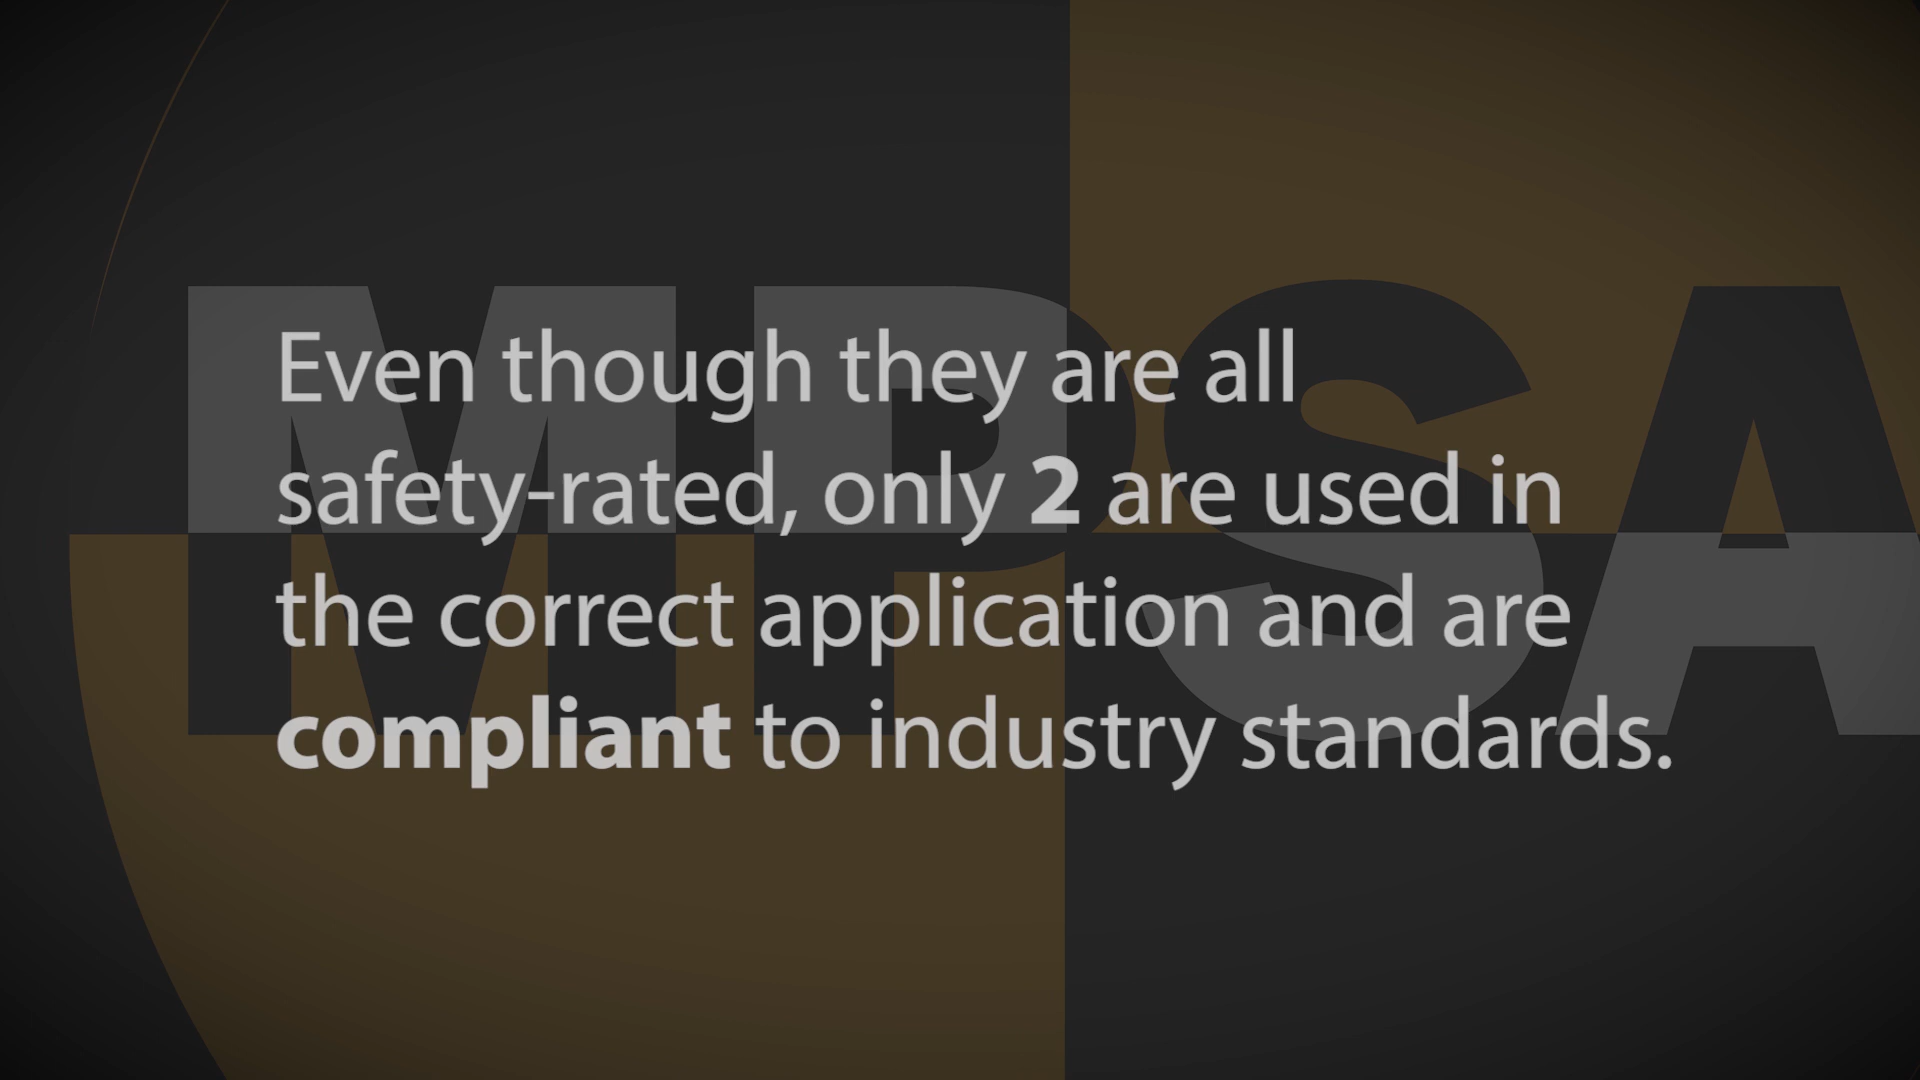 MPSA
Even though they are all
safety-rated, only 2 are used in
the correct application and are
compliant to industry standards.